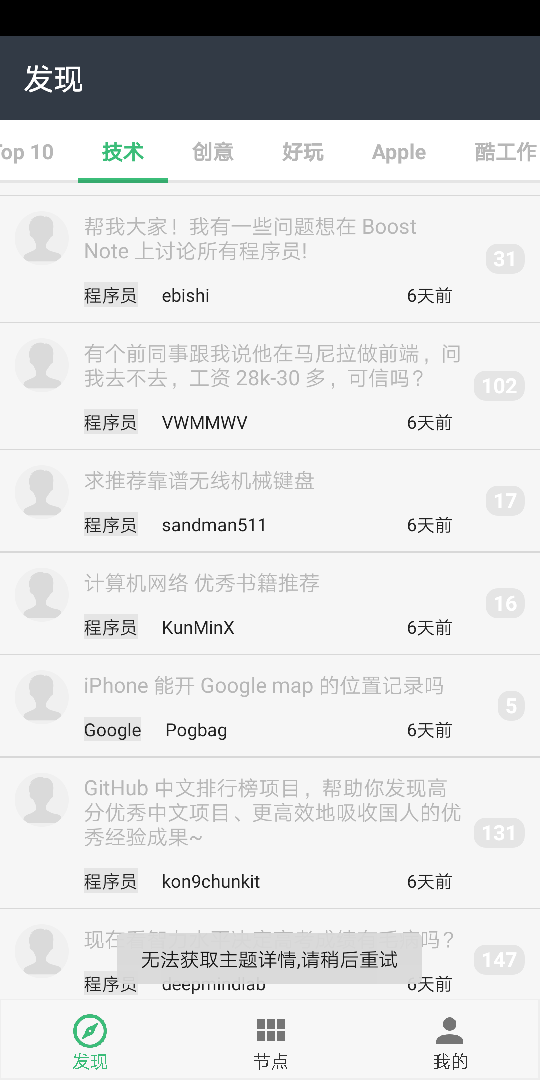 发现
Top 10 技术 创意 好玩 Apple 酷工作
帮我大家！我有一些问题想在 Boost
Note 上讨论所有程序员!
31
程序员 ebishi 6天前
有个前同事跟我说他在马尼拉做前端，问
我去不去，工资 28k-30 多，可信吗？
102
程序员 VWMMWV 6天前
求推荐靠谱无线机械键盘
17
程序员 sandman511 6天前
计算机网络 优秀书籍推荐
16
程序员 KunMinX 6天前
iPhone 能开 Google map 的位置记录吗
5
Google Pogbag 6天前
GitHub 中文排行榜项目，帮助你发现高
分优秀中文项目、更高效地吸收国人的优
秀经验成果~
131
程序员 kon9chunkit 6天前
现在 吗？
147
无法获取主题详情,请稍后重试
程序员 deepmindlab 6天前
发现 节点 我的